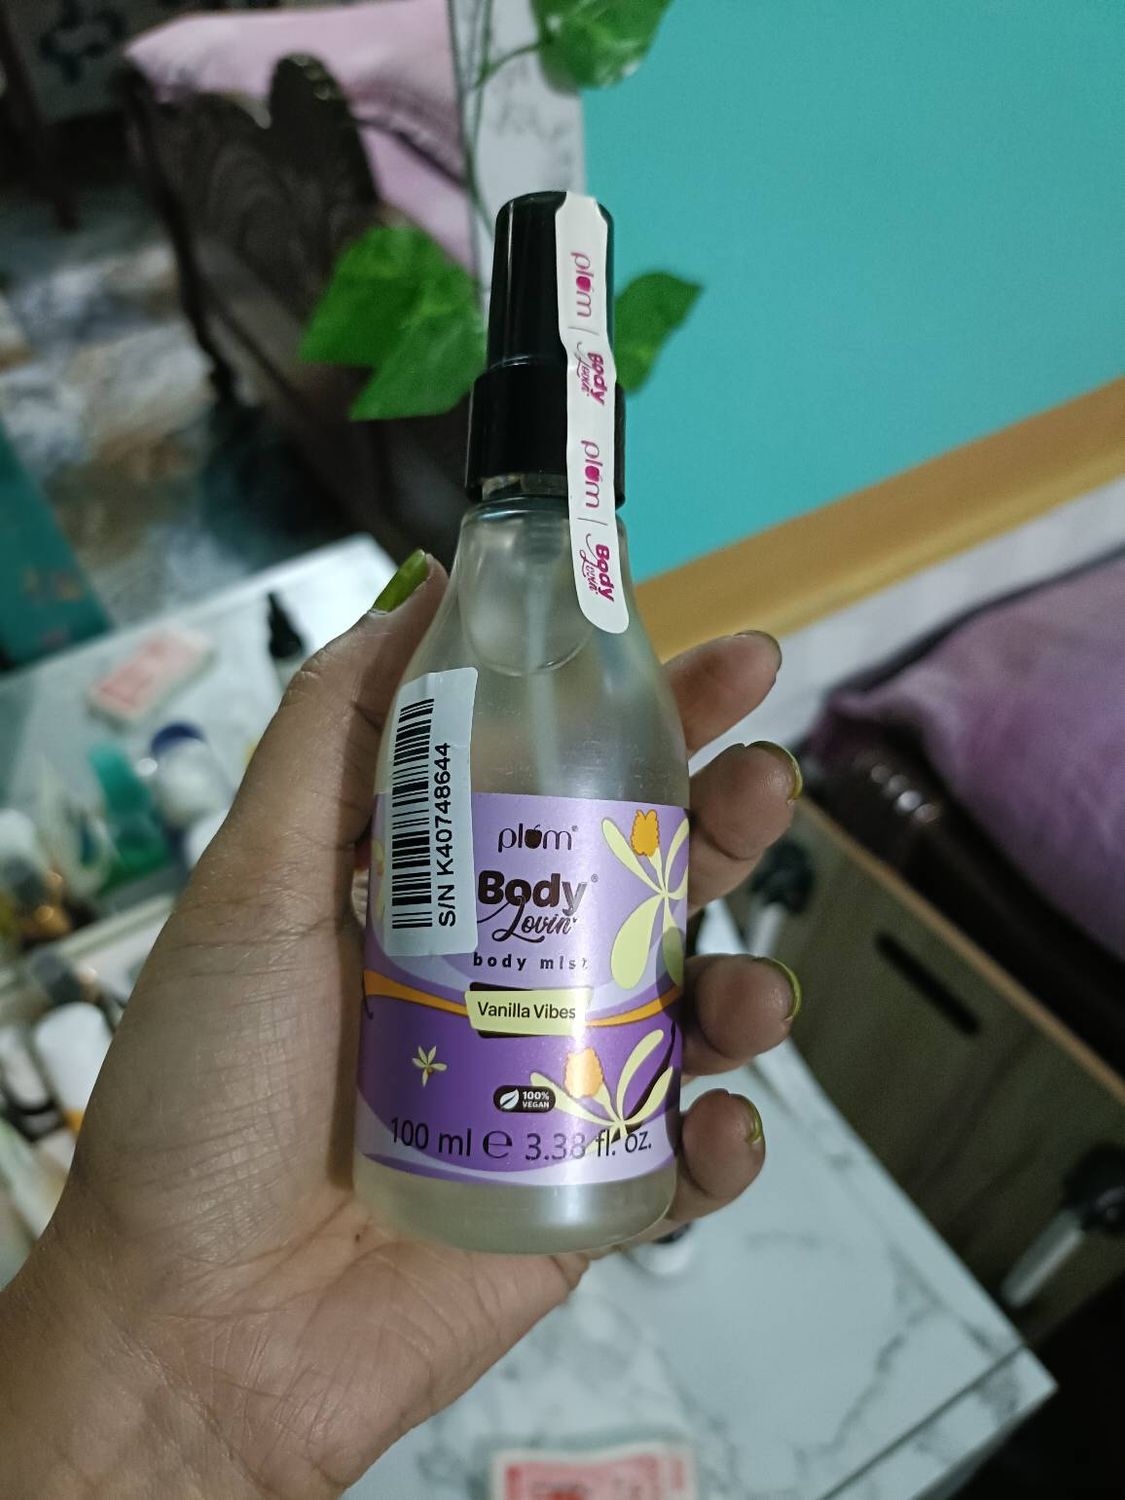 plum | Body Lovin'
plum | Body Lovin'
S/N K40748644
plum®
Body®
Lovin'
body mist
Vanilla Vibes
100%
VEGAN
100 ml ℮ 3.38 fl. oz.